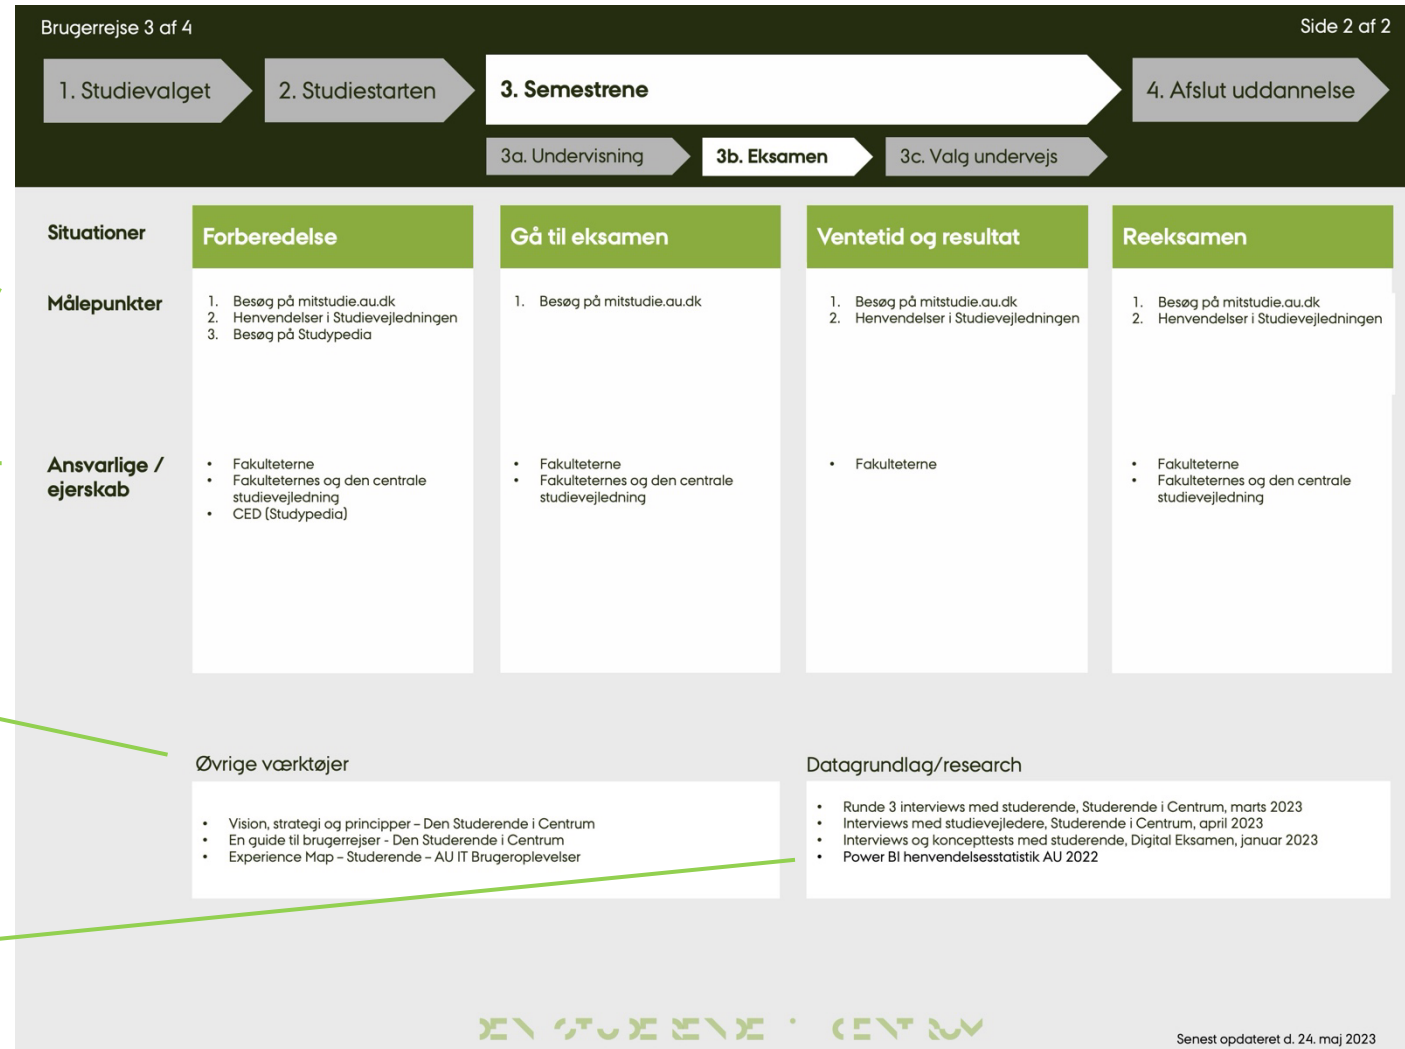 Brugerrejse 3 af 4
Side 2 af 2
1. Studievalget
2. Studiestarten
3. Semestrene
4. Afslut uddannelse
3a. Undervisning
3b. Eksamen
3c. Valg undervejs
Situationer
Forberedelse
Gå til eksamen
Ventetid og resultat
Reeksamen
Målepunkter
1. Besøg på mitstudie.au.dk
2. Henvendelser i Studievejledningen
3. Besøg på Studypedia
1. Besøg på mitstudie.au.dk
1. Besøg på mitstudie.au.dk
2. Henvendelser i Studievejledningen
1. Besøg på mitstudie.au.dk
2. Henvendelser i Studievejledningen
Ansvarlige /
ejerskab
• Fakulteterne
• Fakulteternes og den centrale
studievejledning
• CED (Studypedia)
• Fakulteterne
• Fakulteternes og den centrale
studievejledning
• Fakulteterne
• Fakulteterne
• Fakulteternes og den centrale
studievejledning
Øvrige værktøjer
• Vision, strategi og principper – Den Studerende i Centrum
• En guide til brugerrejser - Den Studerende i Centrum
• Experience Map – Studerende – AU IT Brugeroplevelser
Datagrundlag/research
• Runde 3 interviews med studerende, Studerende i Centrum, marts 2023
• Interviews med studievejledere, Studerende i Centrum, april 2023
• Interviews og koncepttests med studerende, Digital Eksamen, januar 2023
• Power BI henvendelsesstatistik AU 2022
DEN STUDERENDE I CENTRUM
Senest opdateret d. 24. maj 2023